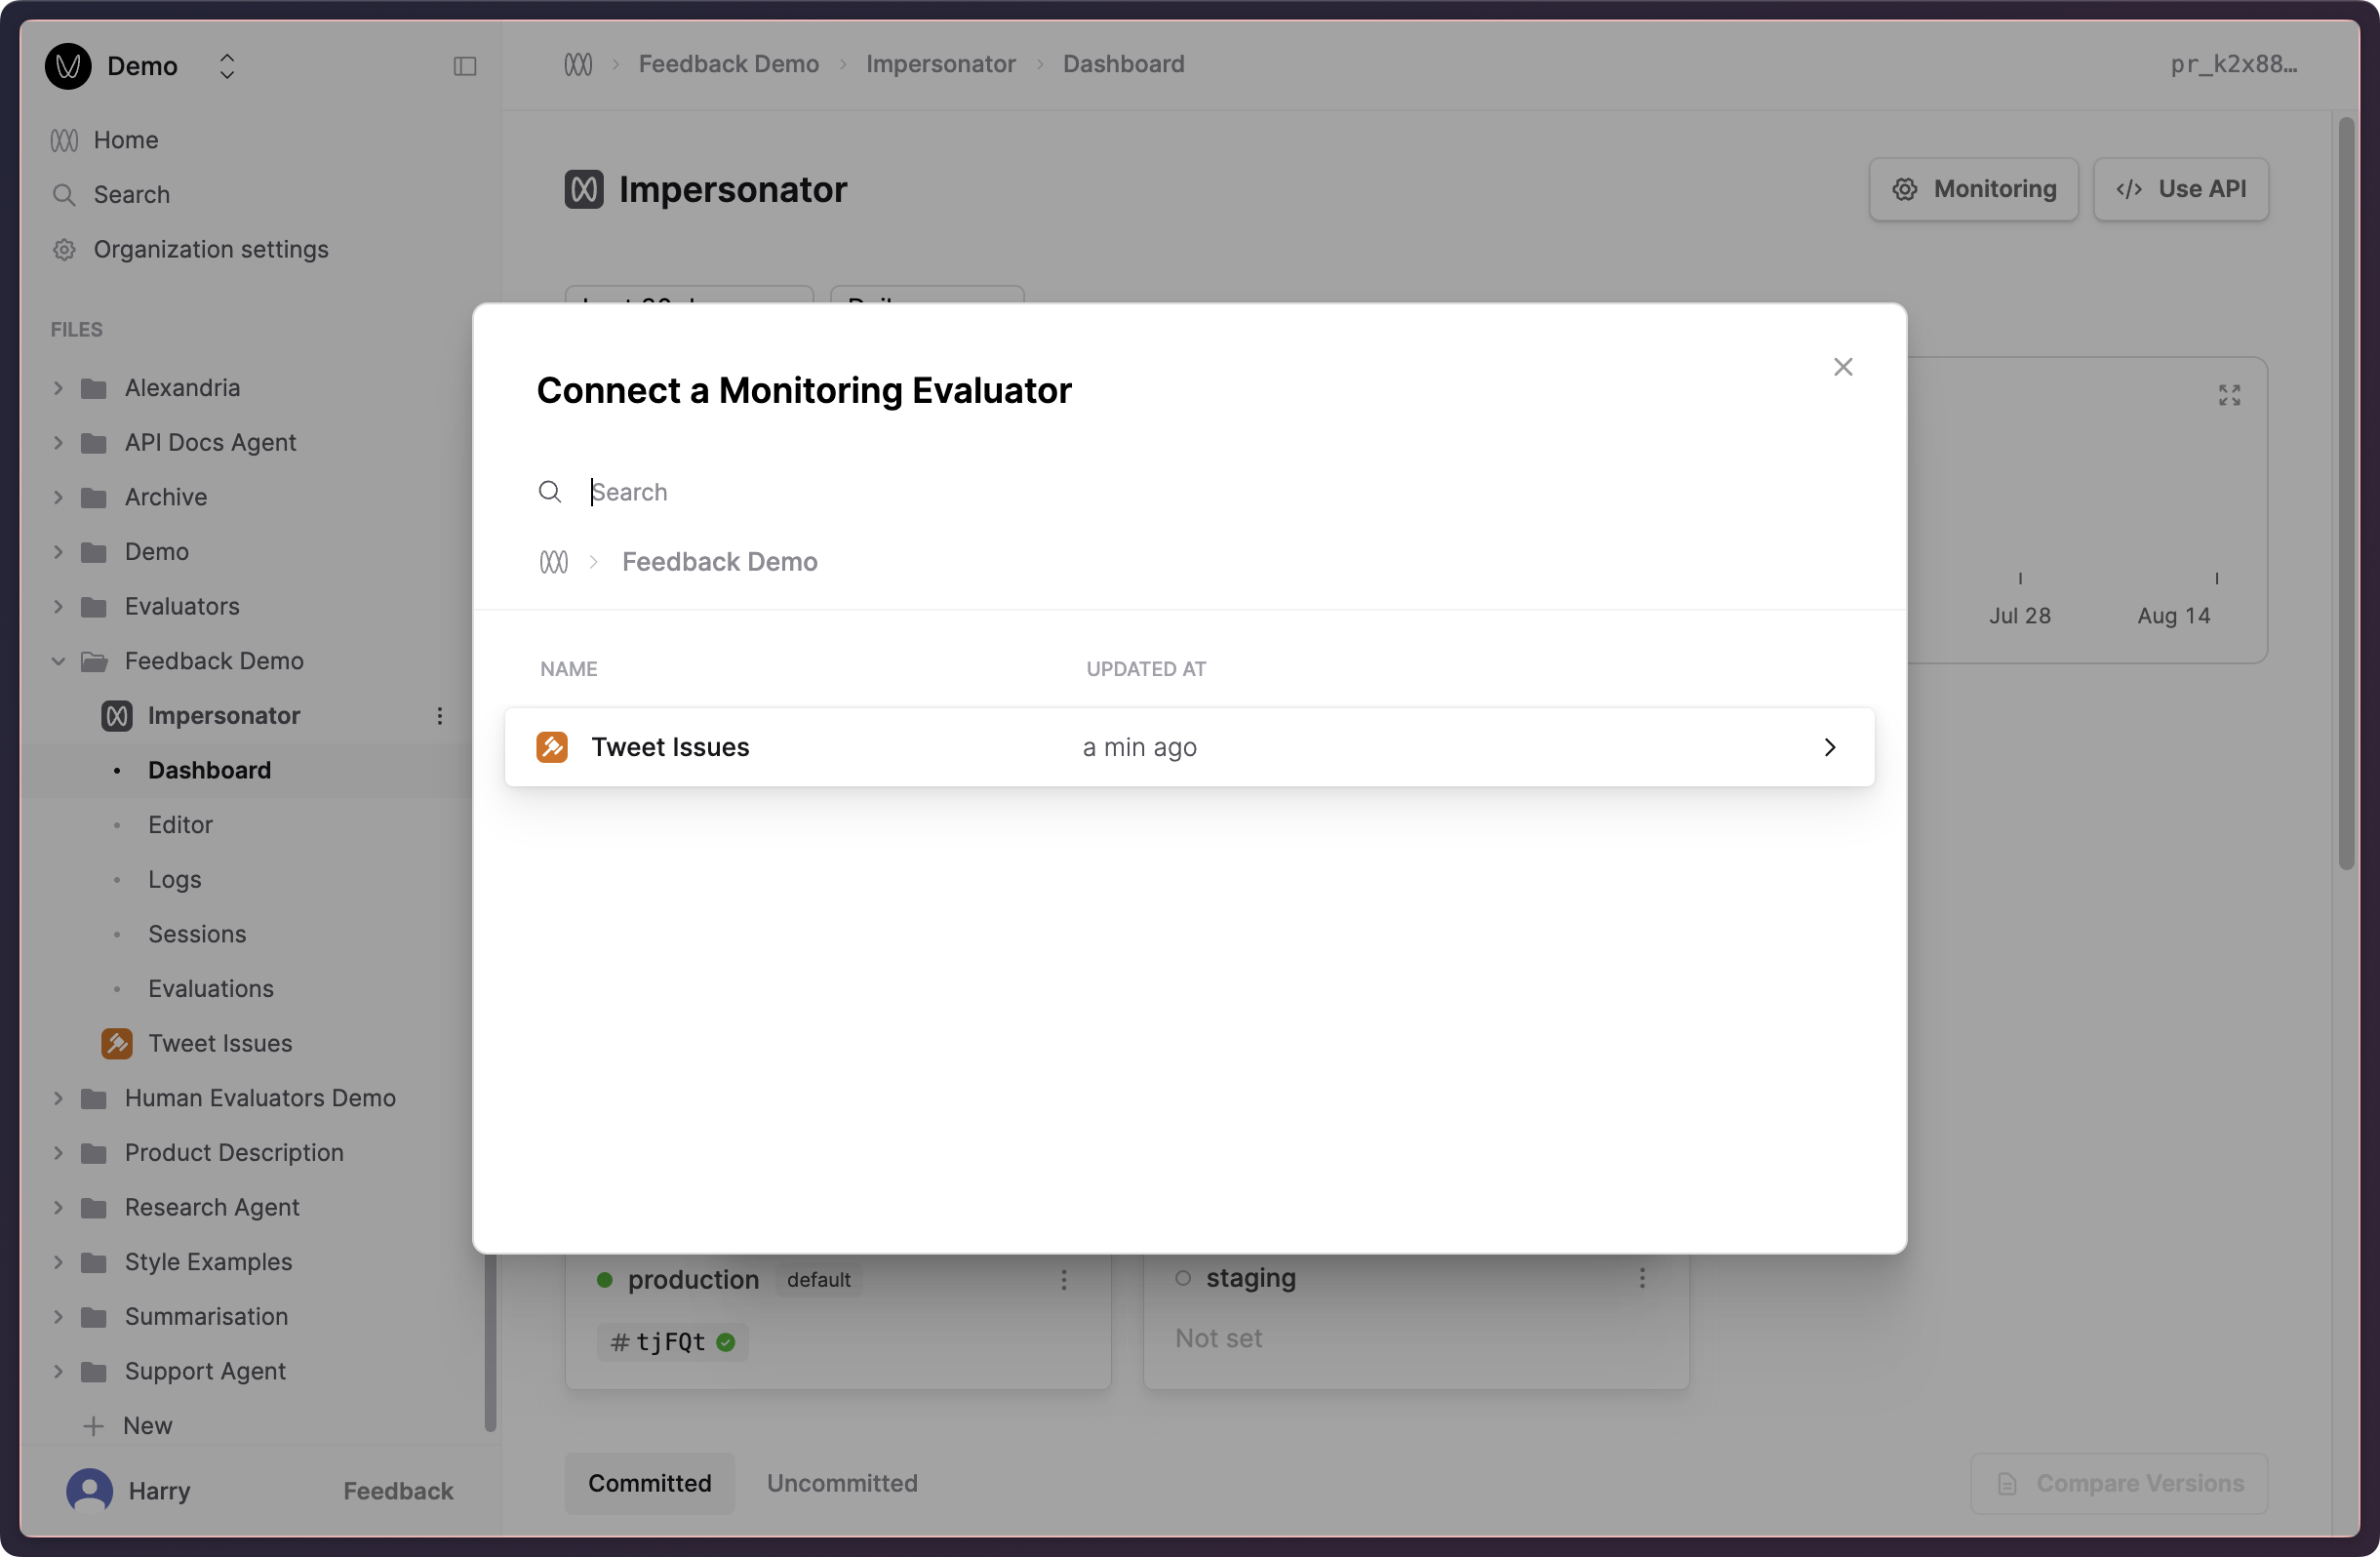 Demo
Home
Search
Organization settings
FILES
Alexandria
API Docs Agent
Archive
Demo
Evaluators
Feedback Demo
Impersonator
Dashboard
Editor
Logs
Sessions
Evaluations
Tweet Issues
Human Evaluators Demo
Product Description
Research Agent
Style Examples
Summarisation
Support Agent
New
Harry
Feedback
Feedback Demo > Impersonator > Dashboard
pr_k2x88…
Impersonator
Monitoring
Use API
Connect a Monitoring Evaluator
Search
Feedback Demo
NAME UPDATED AT
Tweet Issues a min ago
Jul 28 Aug 14
production default
#tjFQt
staging
Not set
Committed
Uncommitted
Compare Versions